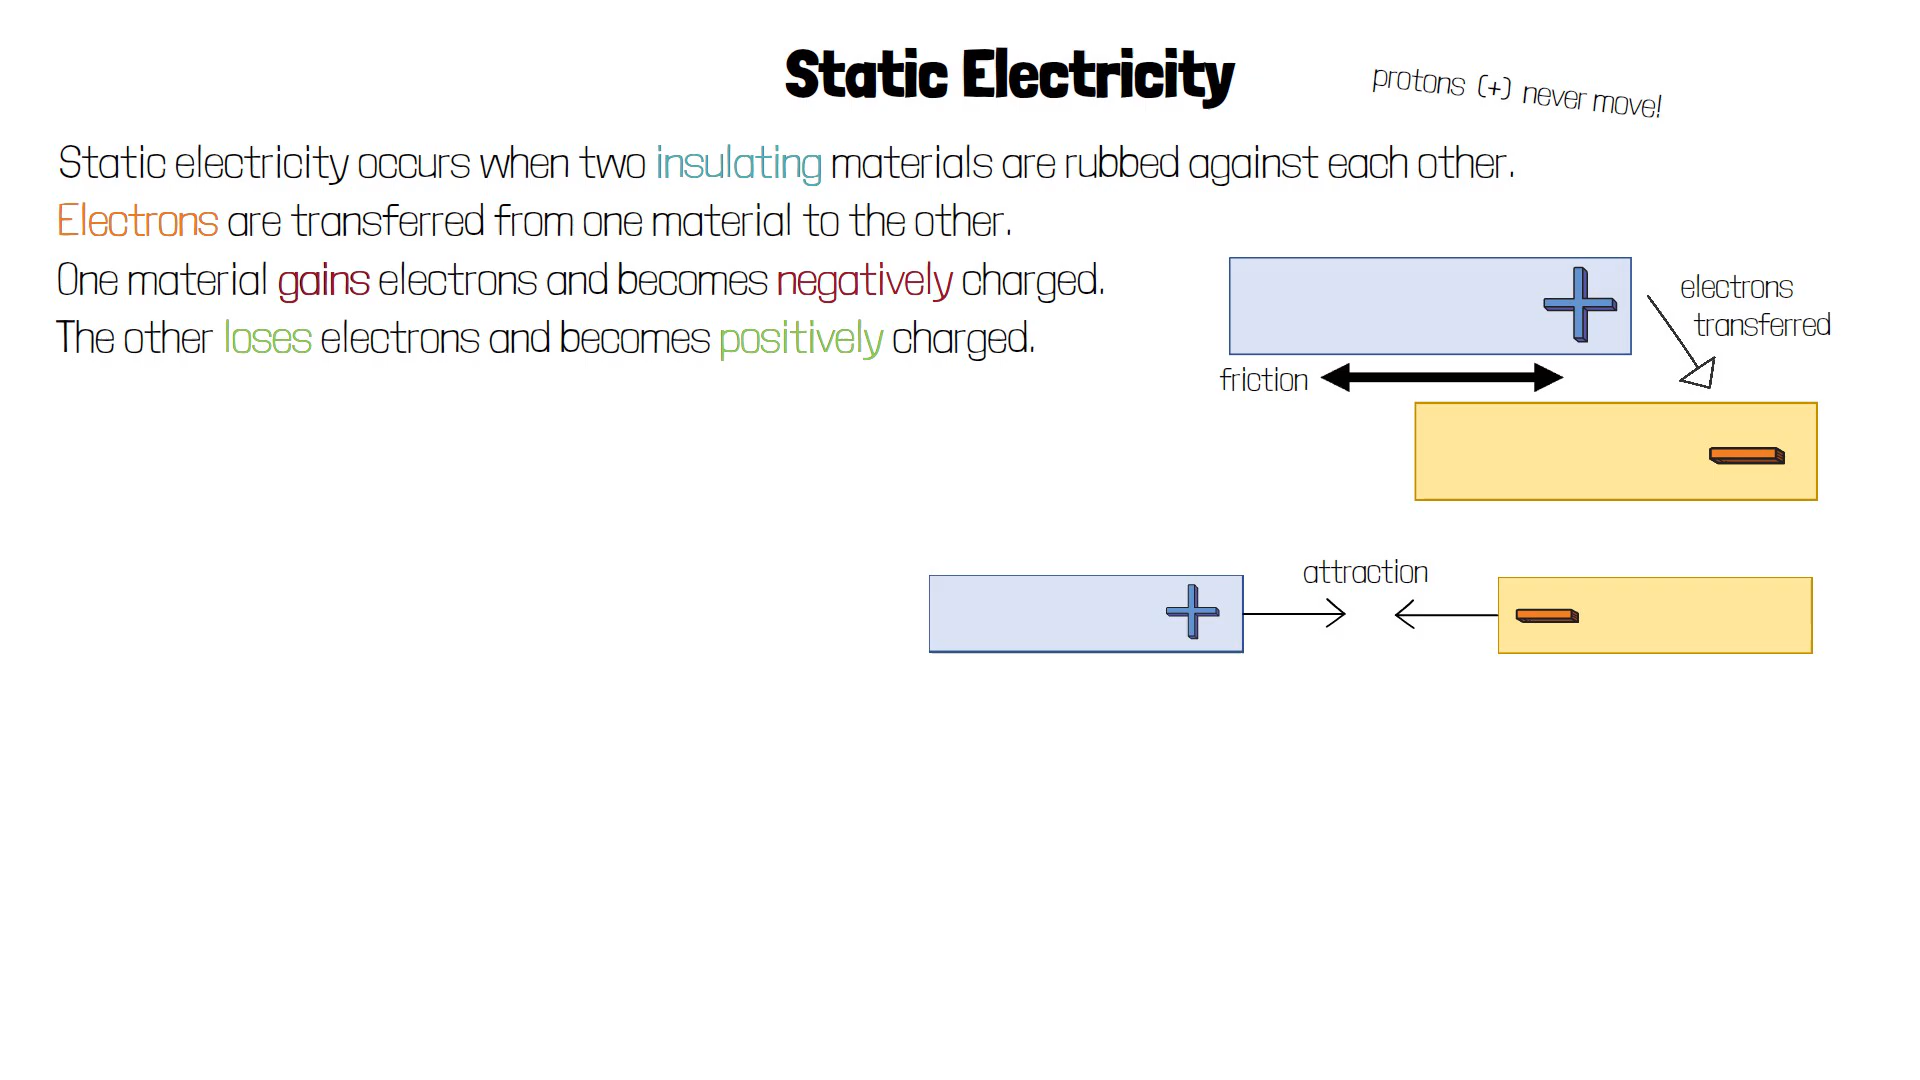 Static Electricity
protons (+) never move!
Static electricity occurs when two insulating materials are rubbed against each other.
Electrons are transferred from one material to the other.
One material gains electrons and becomes negatively charged.
The other loses electrons and becomes positively charged.
electrons
transferred
friction
attraction